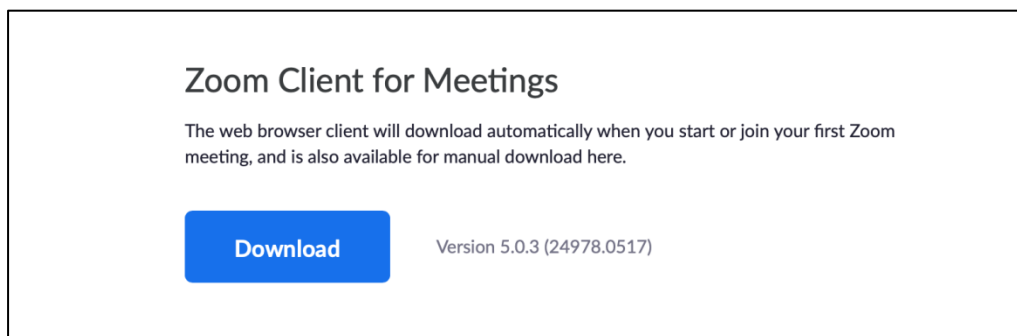 Zoom Client for Meetings
The web browser client will download automatically when you start or join your first Zoom
meeting, and is also available for manual download here.
Download Version 5.0.3 (24978.0517)